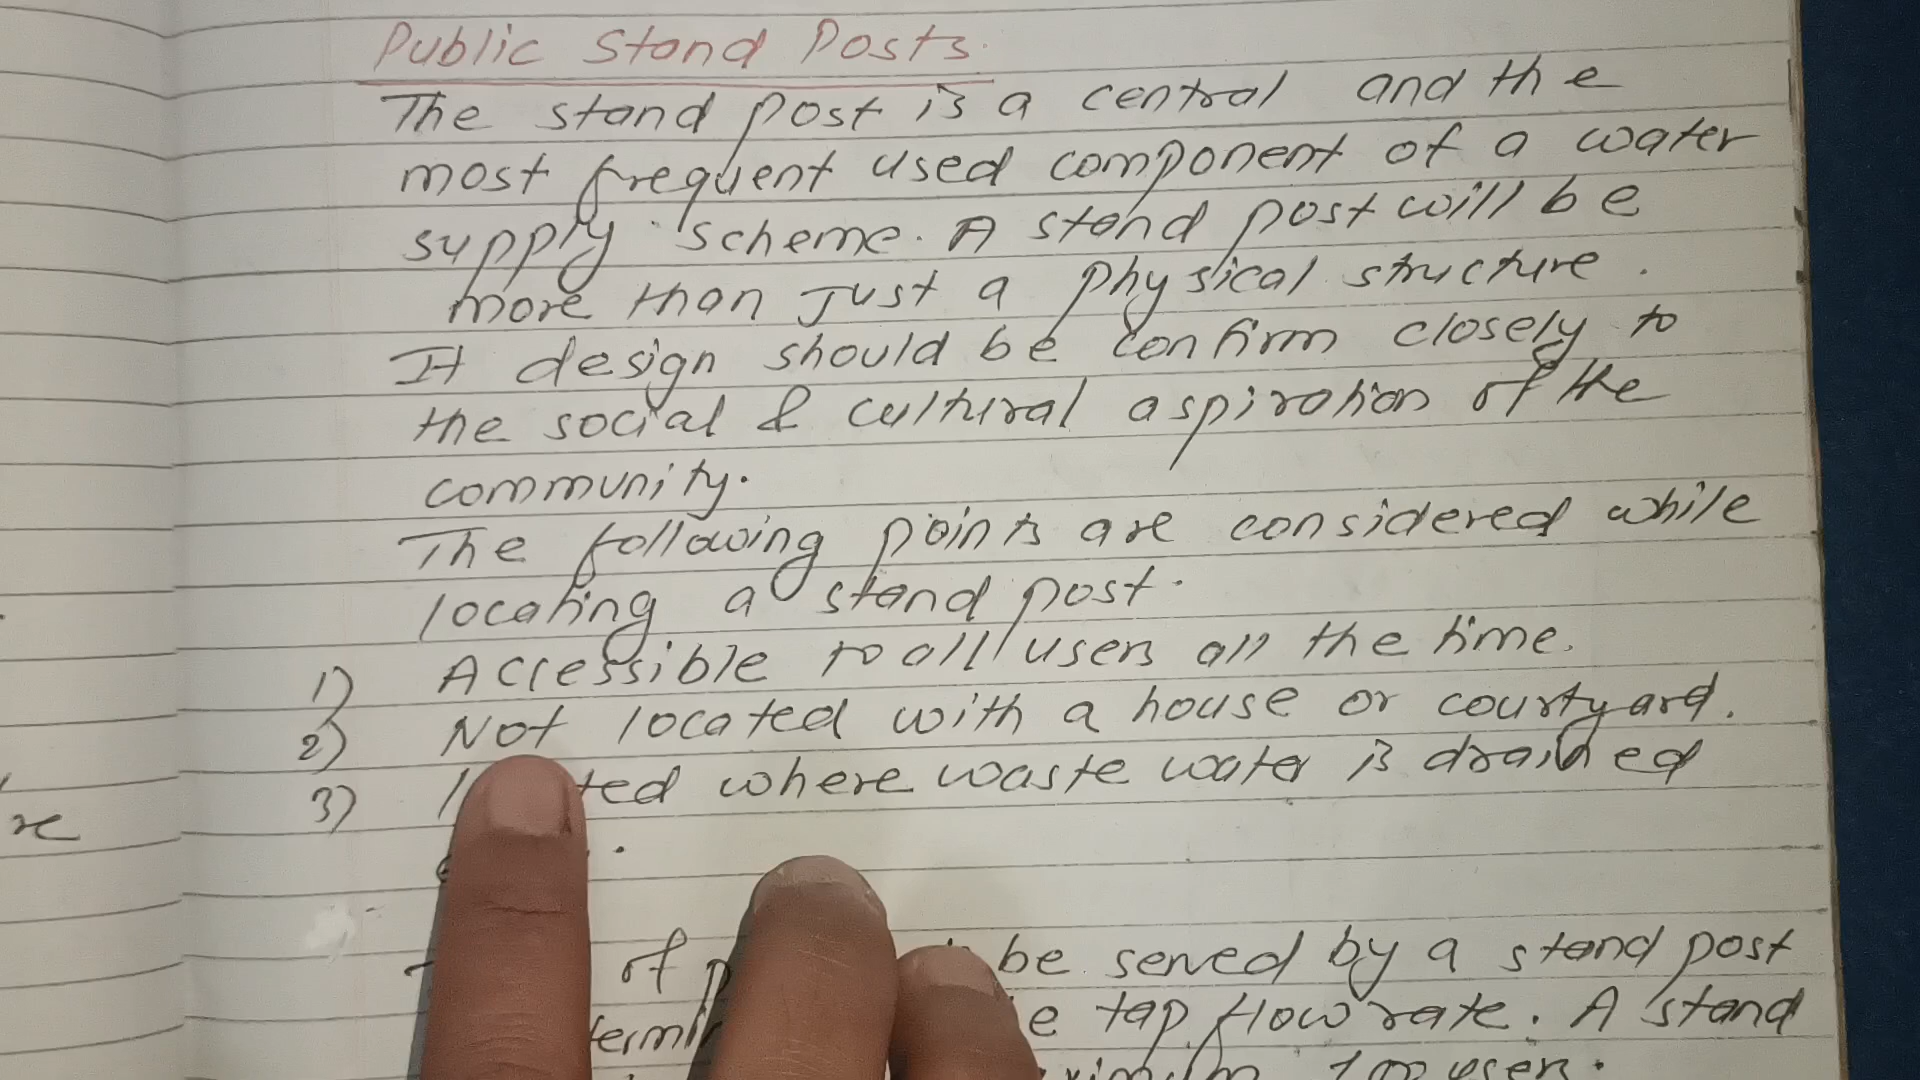 Public Stand Posts.
The stand post is a central and the
most frequent used component of a water
supply scheme. A stand post will be
more than just a physical structure.
It design should be confirm closely to
the social & cultural aspiration of the
community.
The following points are considered while
locating a stand post.
1) Accessible to all users all the time.
2) Not located with a house or courtyard.
3) where waste water is drained
of be served by a stand post
tap flow rate. A stand
re